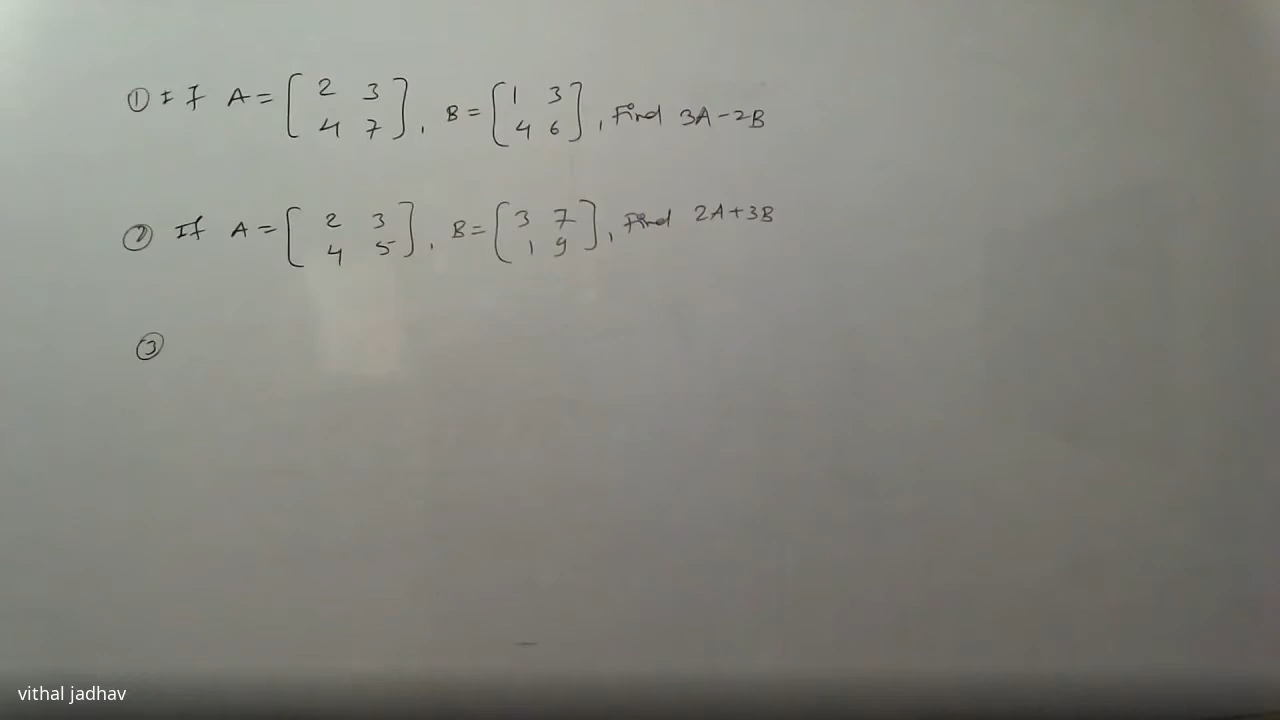 ① If A = [ 2 3 4 7 ], B = [ 1 3 4 6 ], Find 3A-2B
② If A = [ 2 3 4 5 ], B = [ 3 7 1 9 ], Find 2A+3B
③
vithal jadhav